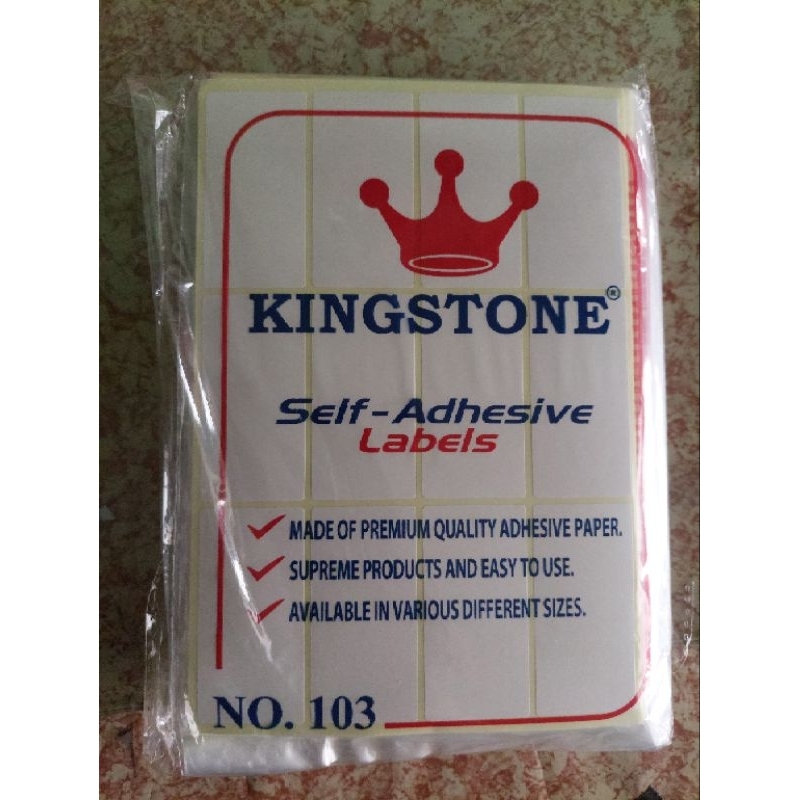 KINGSTONE®
Self-Adhesive
Labels
MADE OF PREMIUM QUALITY ADHESIVE PAPER.
SUPREME PRODUCTS AND EASY TO USE.
AVAILABLE IN VARIOUS DIFFERENT SIZES.
NO. 103